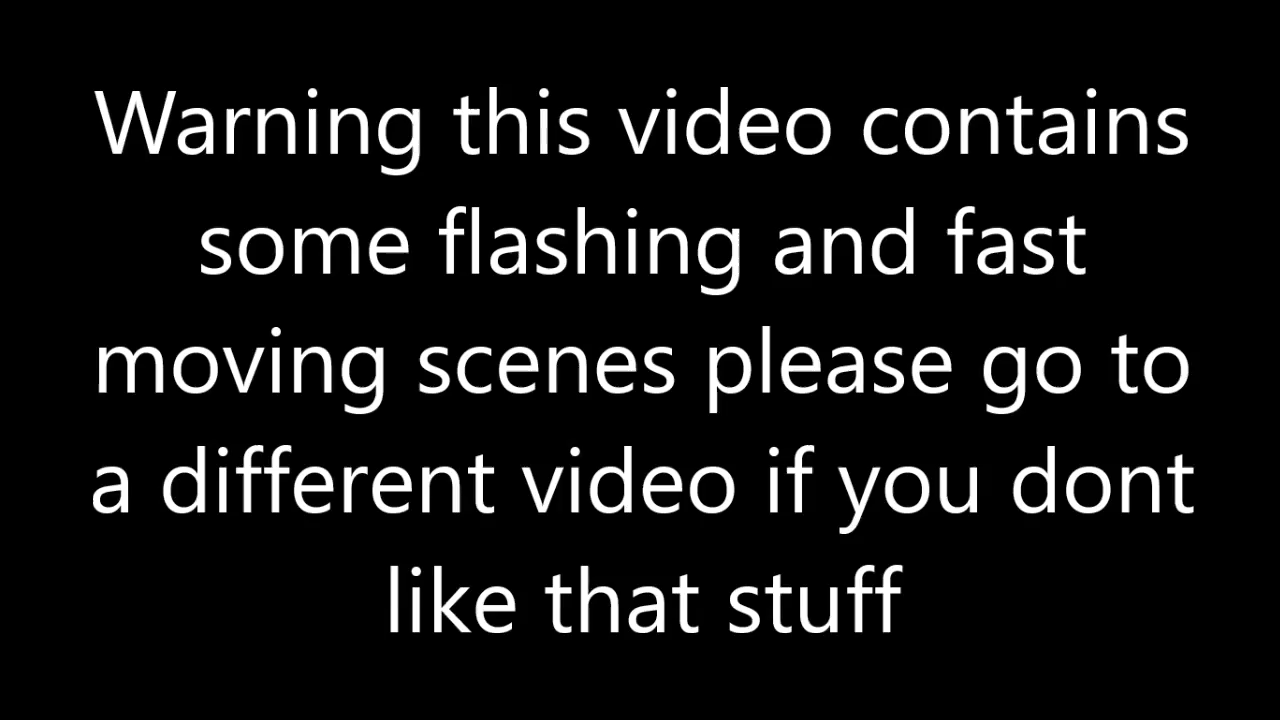 Warning this video contains
some flashing and fast
moving scenes please go to
a different video if you dont
like that stuff